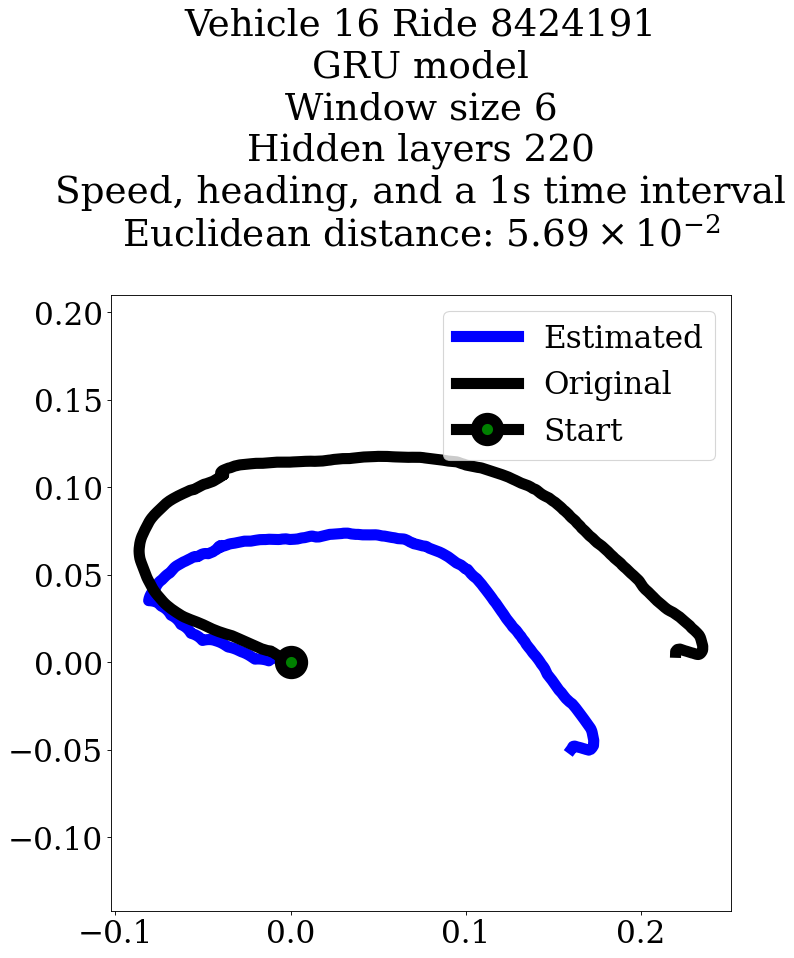 Vehicle 16 Ride 8424191
GRU model
Window size 6
Hidden layers 220
Speed, heading, and a 1s time interval
Euclidean distance: 5.69 × 10⁻²
Estimated
Original
Start
0.20
0.15
0.10
0.05
0.00
−0.05
−0.10
−0.1 0.0 0.1 0.2